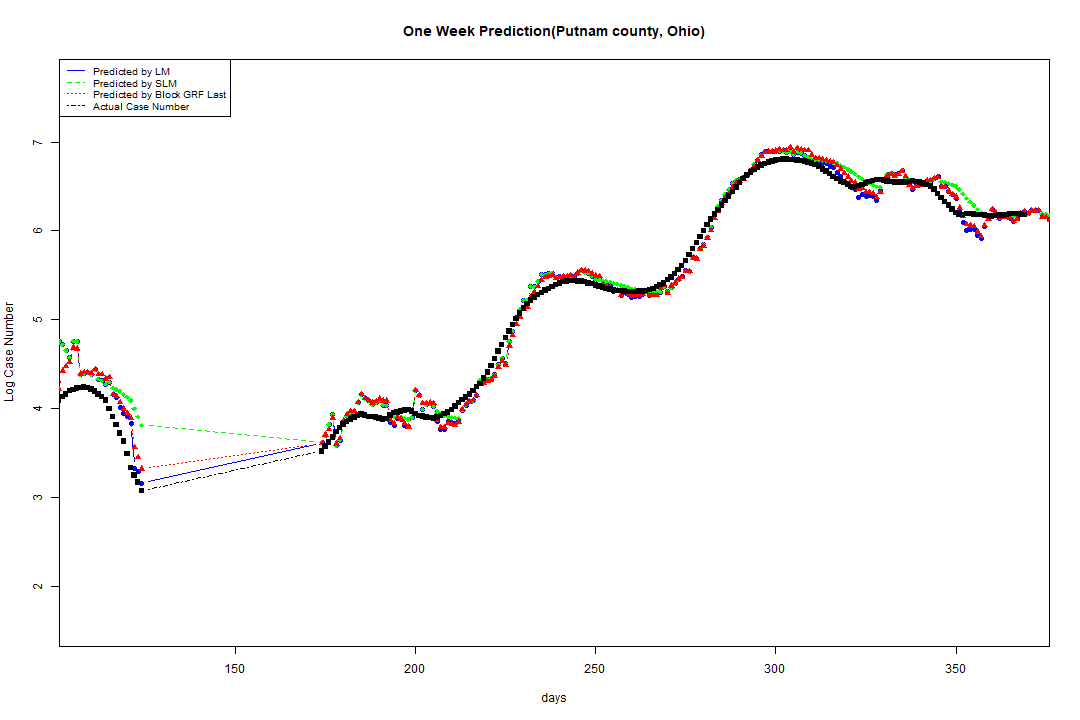 One Week Prediction(Putnam county, Ohio)
Predicted by LM
Predicted by SLM
Predicted by Block GRF Last
Actual Case Number
Log Case Number
7
6
5
4
3
2
150 200 250 300 350
days